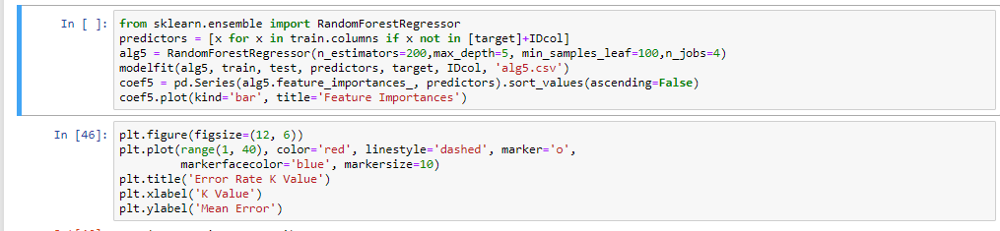 In [ ]: from sklearn.ensemble import RandomForestRegressor
predictors = [x for x in train.columns if x not in [target]+IDcol]
alg5 = RandomForestRegressor(n_estimators=200,max_depth=5, min_samples_leaf=100,n_jobs=4)
modelfit(alg5, train, test, predictors, target, IDcol, 'alg5.csv')
coef5 = pd.Series(alg5.feature_importances_, predictors).sort_values(ascending=False)
coef5.plot(kind='bar', title='Feature Importances')
In [46]: plt.figure(figsize=(12, 6))
plt.plot(range(1, 40), color='red', linestyle='dashed', marker='o',
markerfacecolor='blue', markersize=10)
plt.title('Error Rate K Value')
plt.xlabel('K Value')
plt.ylabel('Mean Error')